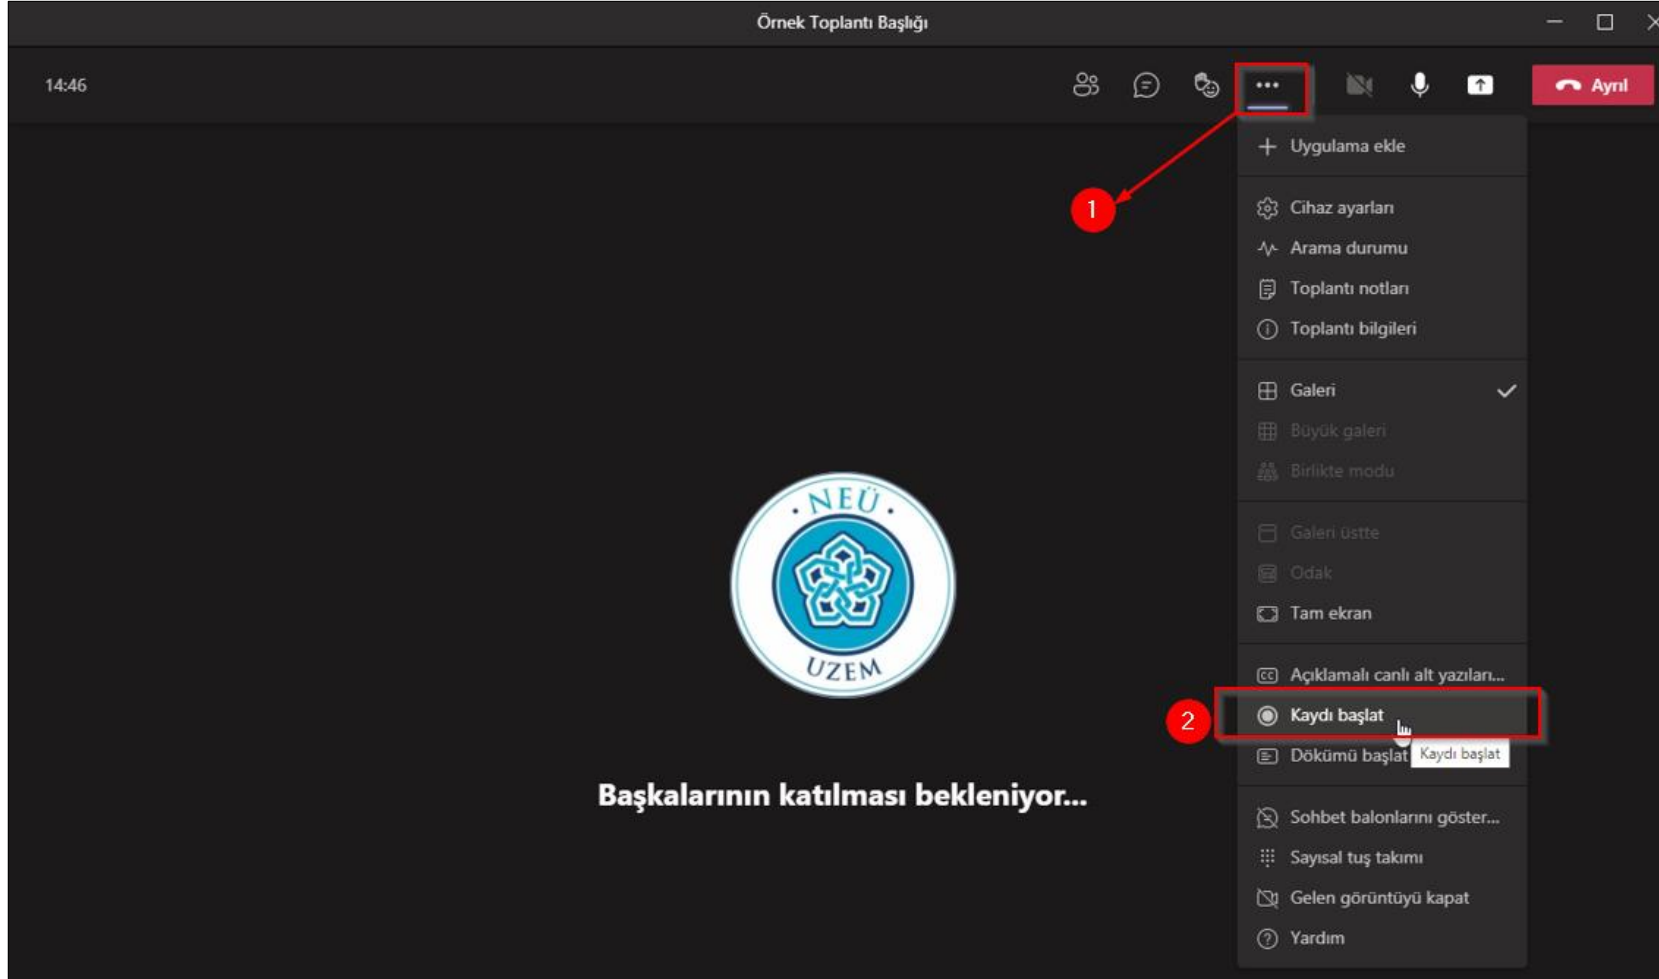 Örnek Toplantı Başlığı
14:46
Ayrıl
Uygulama ekle
1
Cihaz ayarları
Arama durumu
Toplantı notları
Toplantı bilgileri
Galeri
Büyük galeri
Birlikte modu
NEÜ
UZEM
Galeri üstte
Odak
Tam ekran
CC Açıklamalı canlı alt yazıları...
2
Kaydı başlat
Dökümü başlat
Kaydı başlat
Başkalarının katılması bekleniyor...
Sohbet balonlarını göster...
Sayısal tuş takımı
Gelen görüntüyü kapat
Yardım